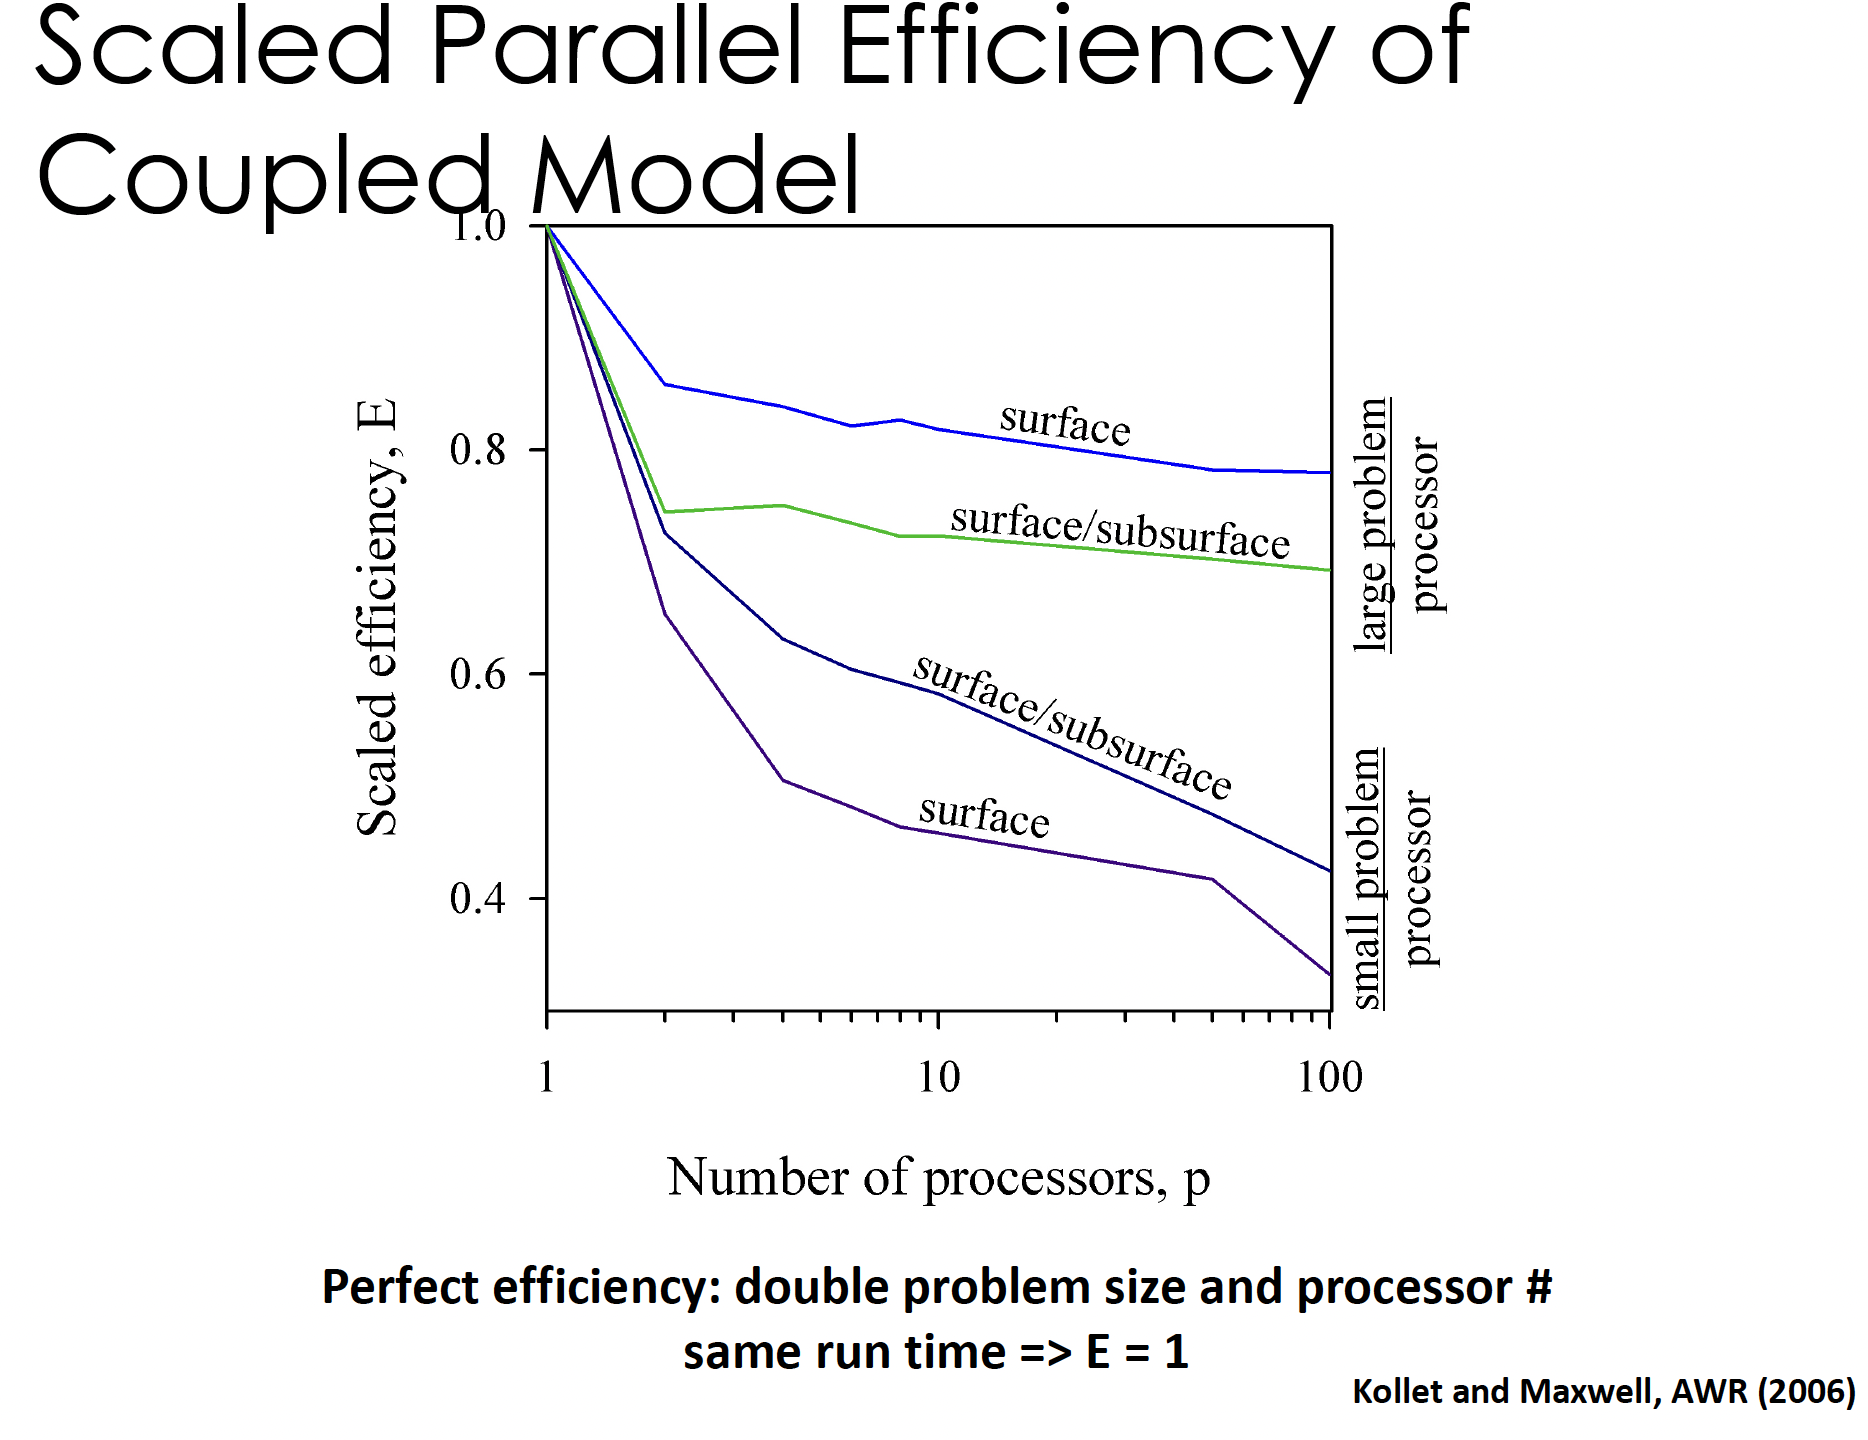 Scaled Parallel Efficiency of
Coupled Model
1.0
0.8
0.6
0.4
Scaled efficiency, E
surface
surface/subsurface
surface/subsurface
surface
large problem
processor
small problem
processor
1
10
100
Number of processors, p
Perfect efficiency: double problem size and processor #
same run time => E = 1
Kollet and Maxwell, AWR (2006)